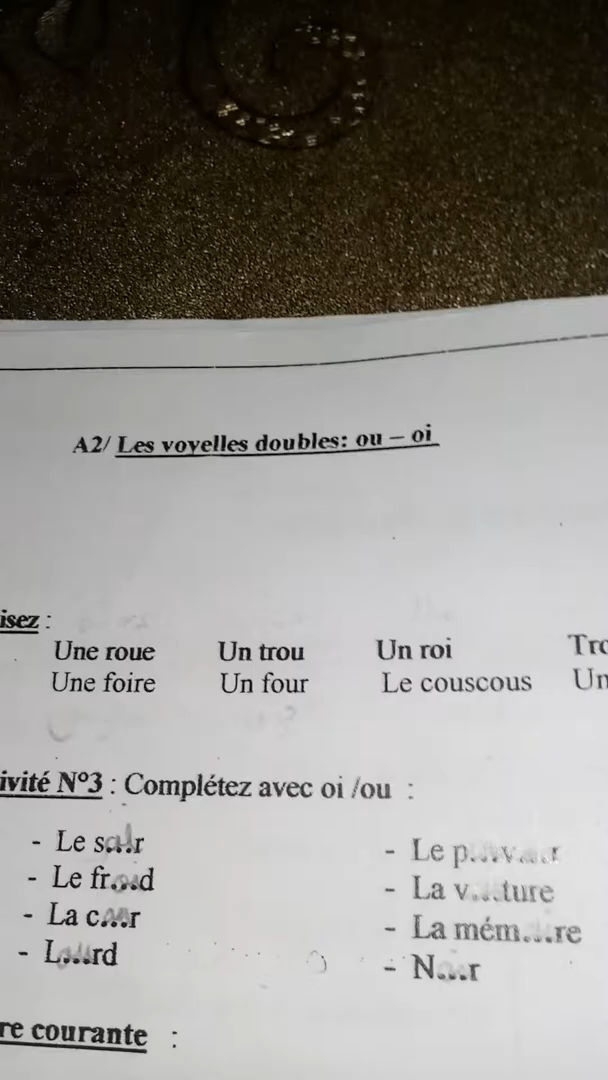 A2/ Les voyelles doubles: ou – oi
isez :
Une roue Un trou Un roi Tro
Une foire Un four Le couscous Un
ivité N°3 : Complétez avec oi /ou :
- Le s...r - Le p....v....r
- Le fr....d - La v....ture
- La c....r - La mém....re
- L....rd - N....r
re courante :